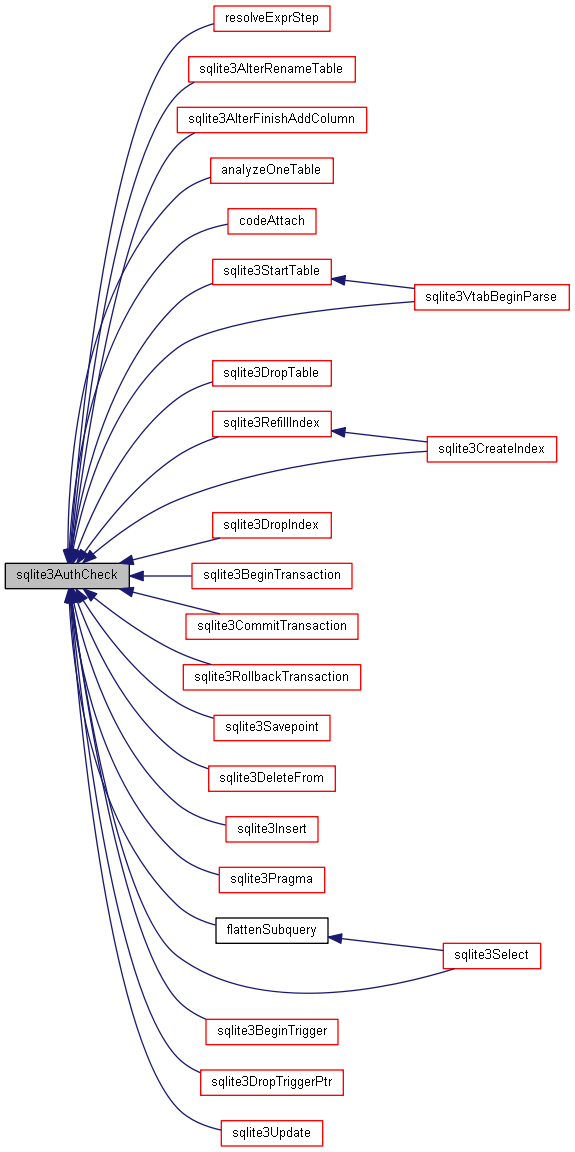 resolveExprStep
sqlite3AlterRenameTable
sqlite3AlterFinishAddColumn
analyzeOneTable
codeAttach
sqlite3StartTable
sqlite3VtabBeginParse
sqlite3DropTable
sqlite3RefillIndex
sqlite3CreateIndex
sqlite3DropIndex
sqlite3AuthCheck
sqlite3BeginTransaction
sqlite3CommitTransaction
sqlite3RollbackTransaction
sqlite3Savepoint
sqlite3DeleteFrom
sqlite3Insert
sqlite3Pragma
flattenSubquery
sqlite3Select
sqlite3BeginTrigger
sqlite3DropTriggerPtr
sqlite3Update